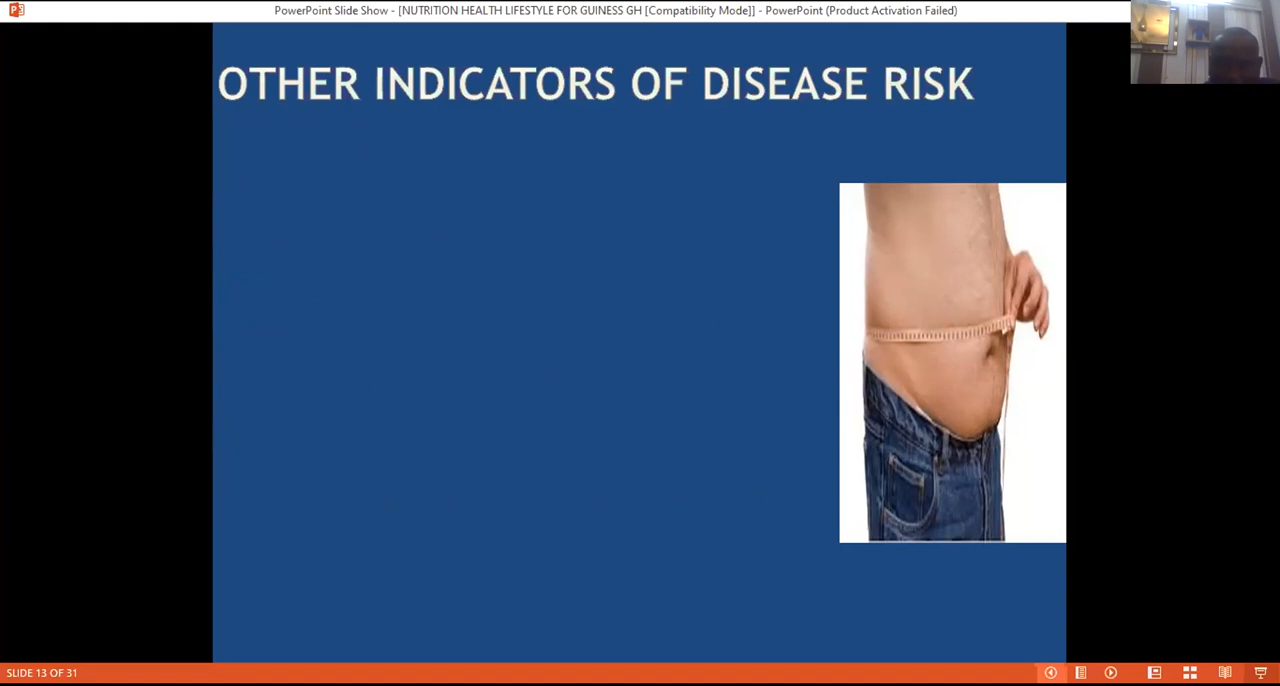 PowerPoint Slide Show - [NUTRITION HEALTH LIFESTYLE FOR GUINESS GH [Compatibility Mode]] - PowerPoint (Product Activation Failed)
OTHER INDICATORS OF DISEASE RISK
SLIDE 13 OF 31